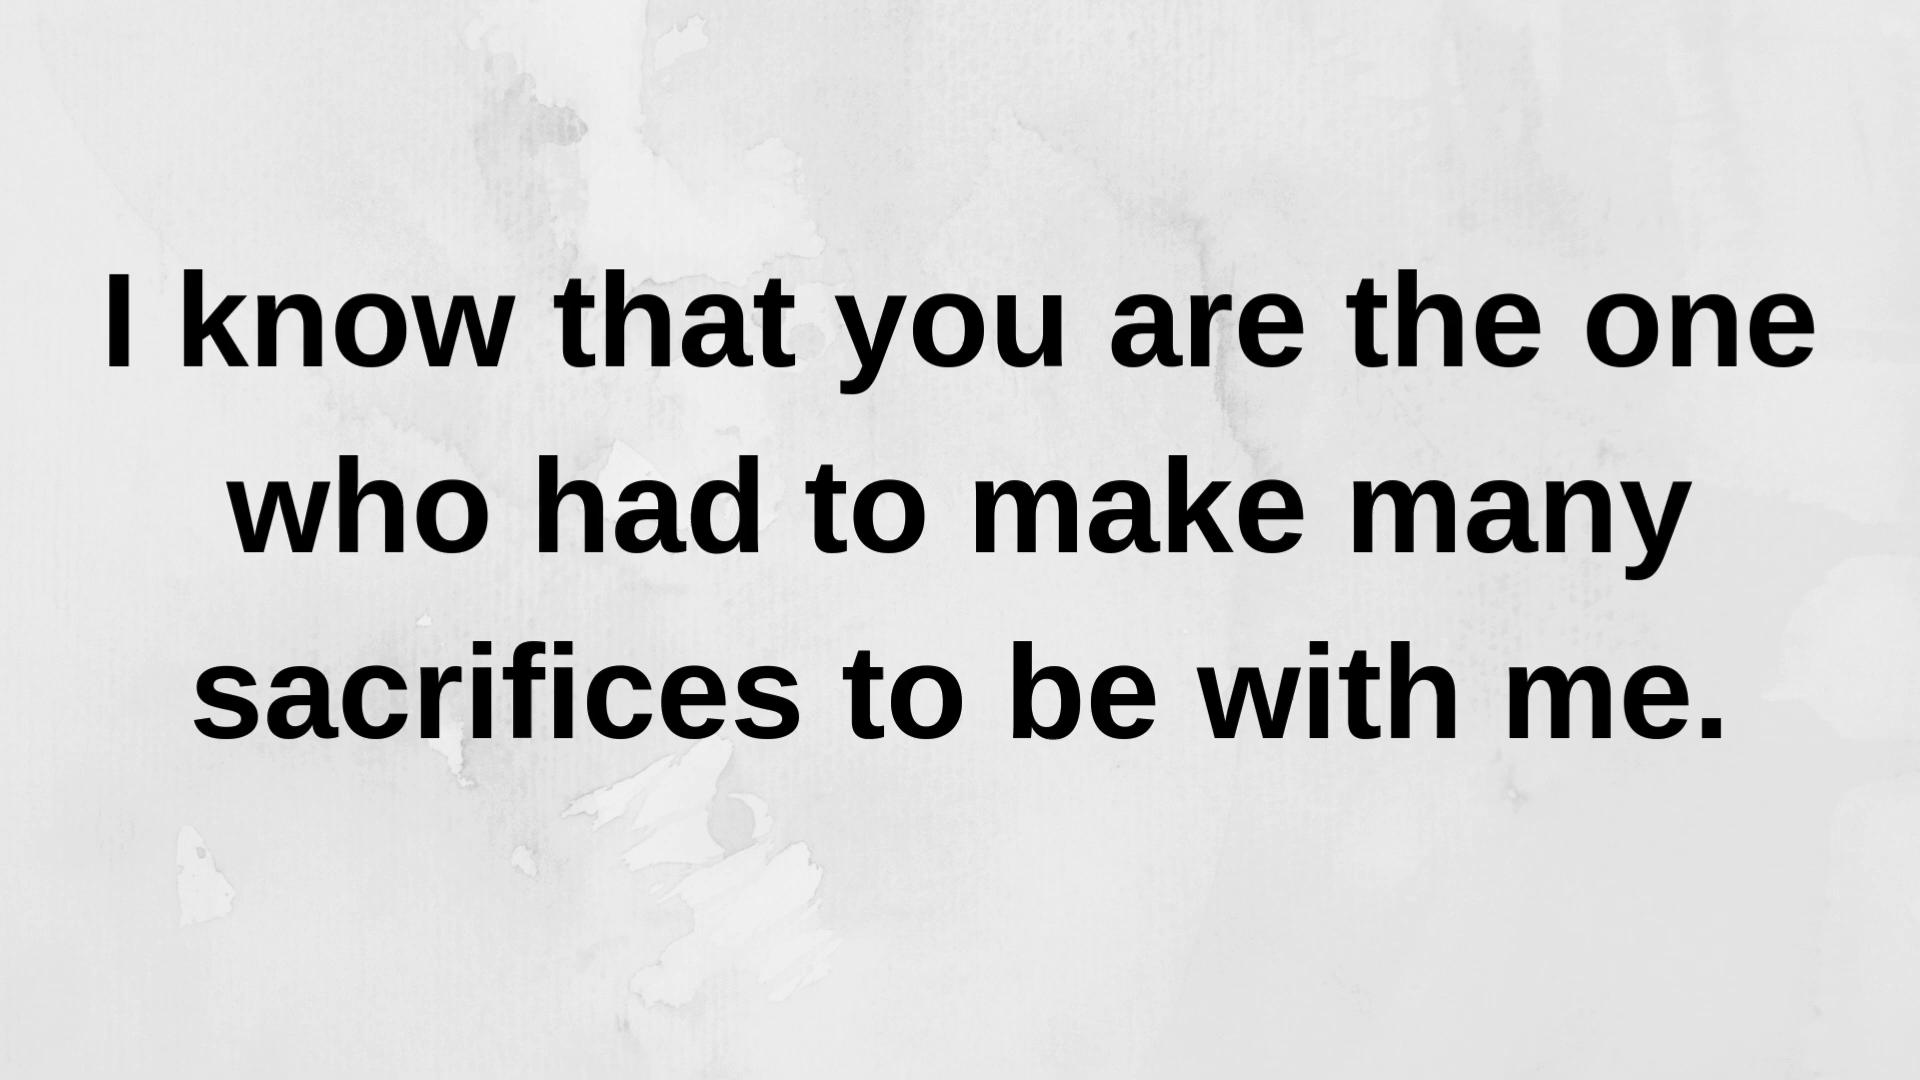 I know that you are the one
who had to make many
sacrifices to be with me.